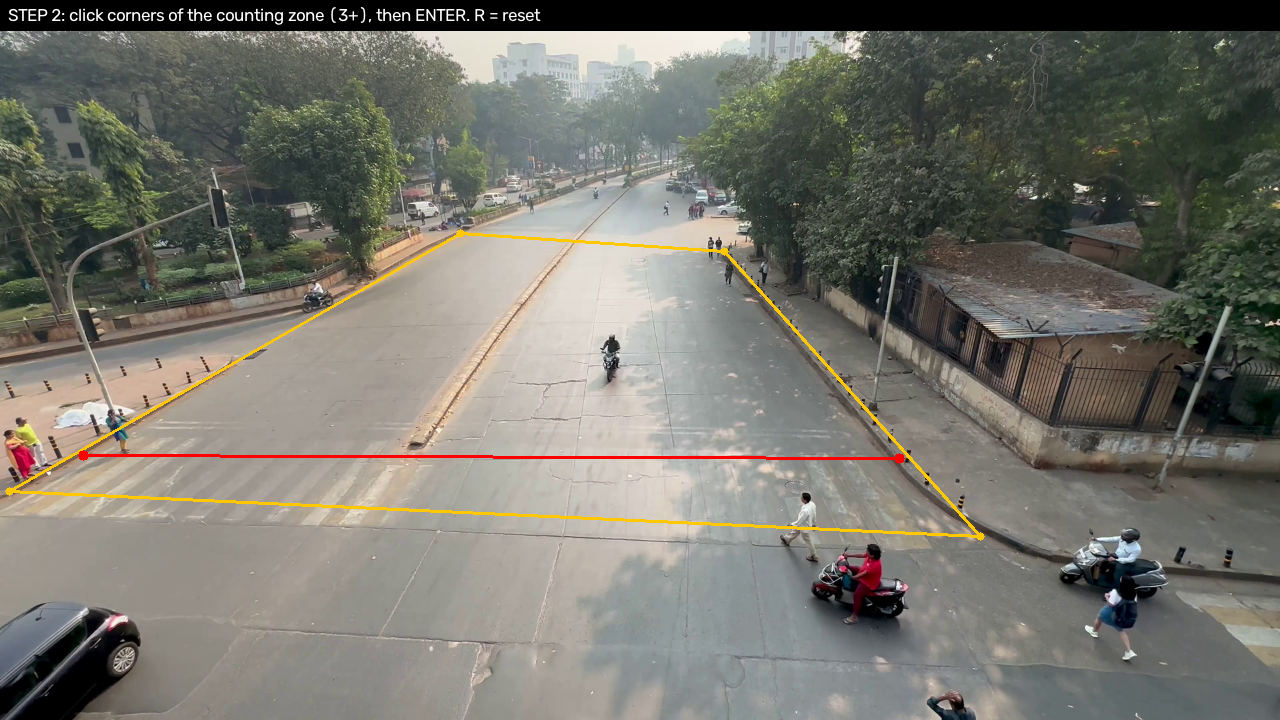 STEP 2: click corners of the counting zone (3+), then ENTER. R = reset